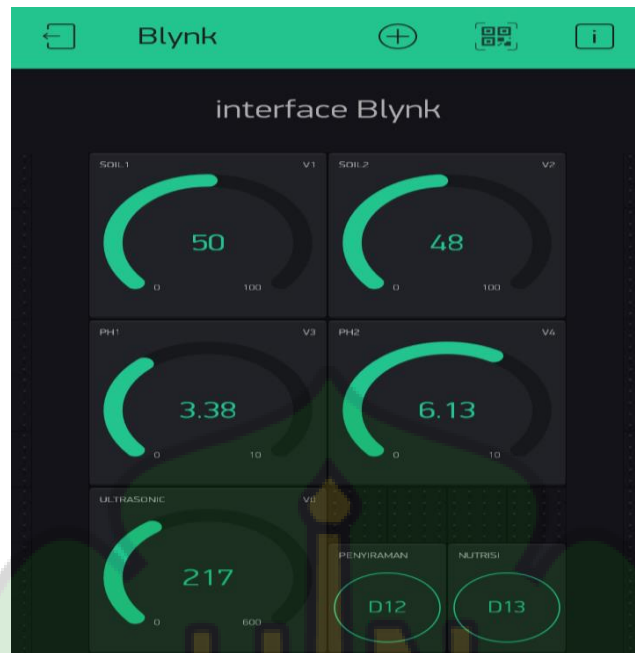 Blynk
i
interface Blynk
SOIL1 V1
50
0 100
SOIL2 V2
48
0 100
PH1 V3
3.38
0 10
PH2 V4
6.13
0 10
ULTRASONIC V0
217
0 600
PENYIRAMAN
D12
NUTRISI
D13